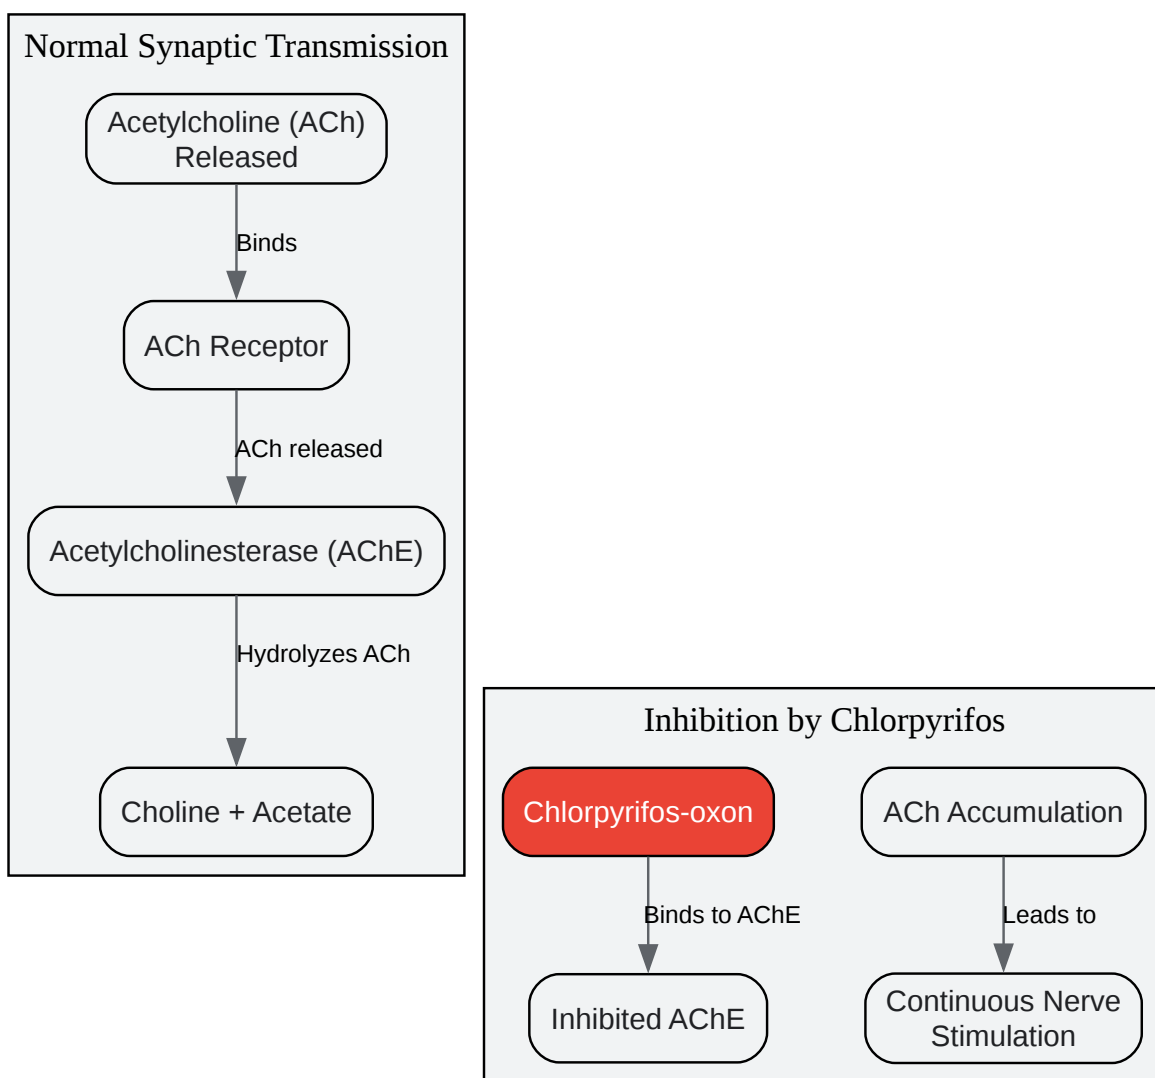 Normal Synaptic Transmission
Acetylcholine (ACh)
Released
Binds
ACh Receptor
ACh released
Acetylcholinesterase (AChE)
Hydrolyzes ACh
Choline + Acetate
Inhibition by Chlorpyrifos
Chlorpyrifos-oxon
Binds to AChE
Inhibited AChE
ACh Accumulation
Leads to
Continuous Nerve
Stimulation